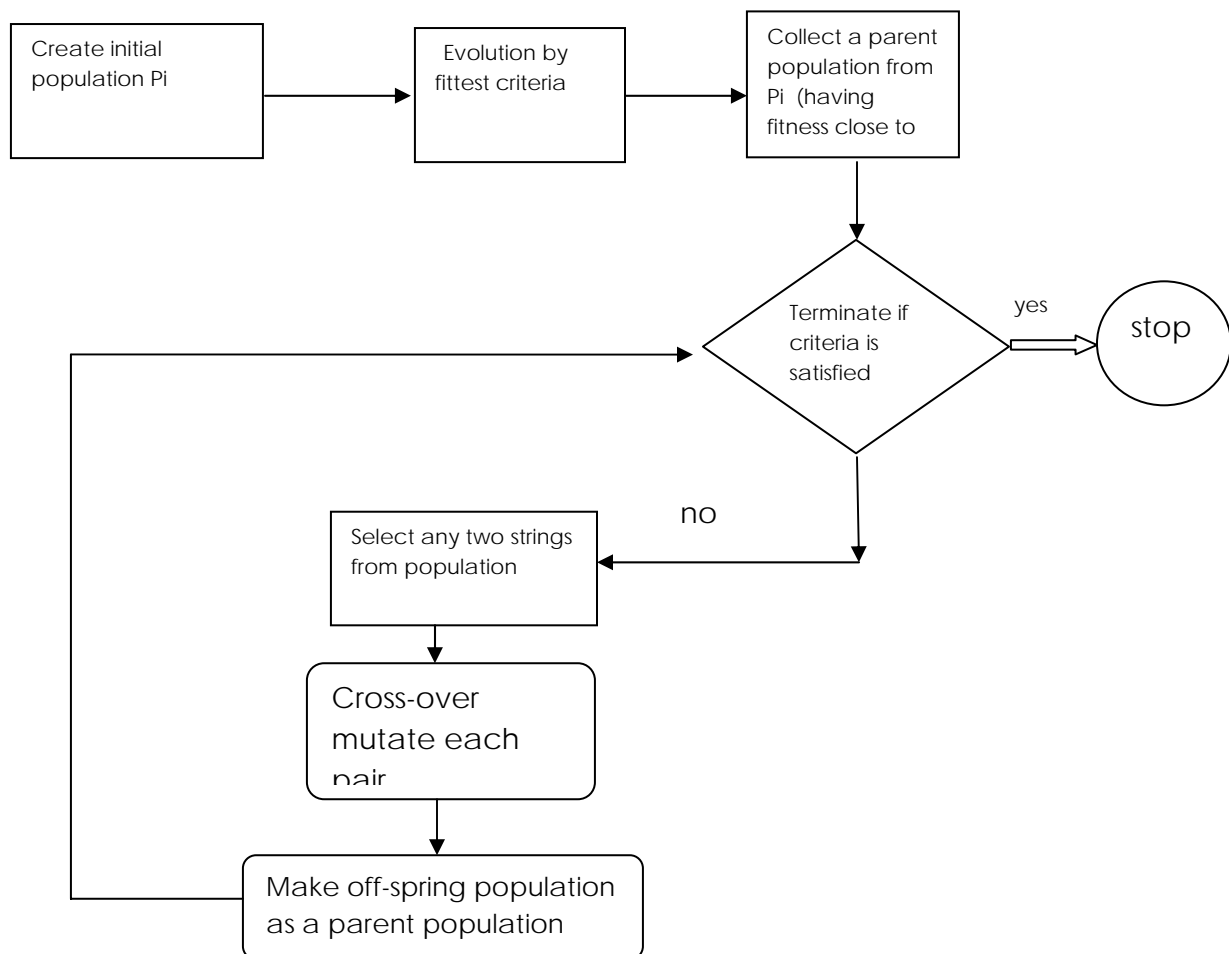 Create initial
population Pi
Evolution by
fittest criteria
Collect a parent
population from
Pi (having
fitness close to
Terminate if
criteria is
satisfied
yes
stop
no
Select any two strings
from population
Cross-over
mutate each
pair
Make off-spring population
as a parent population